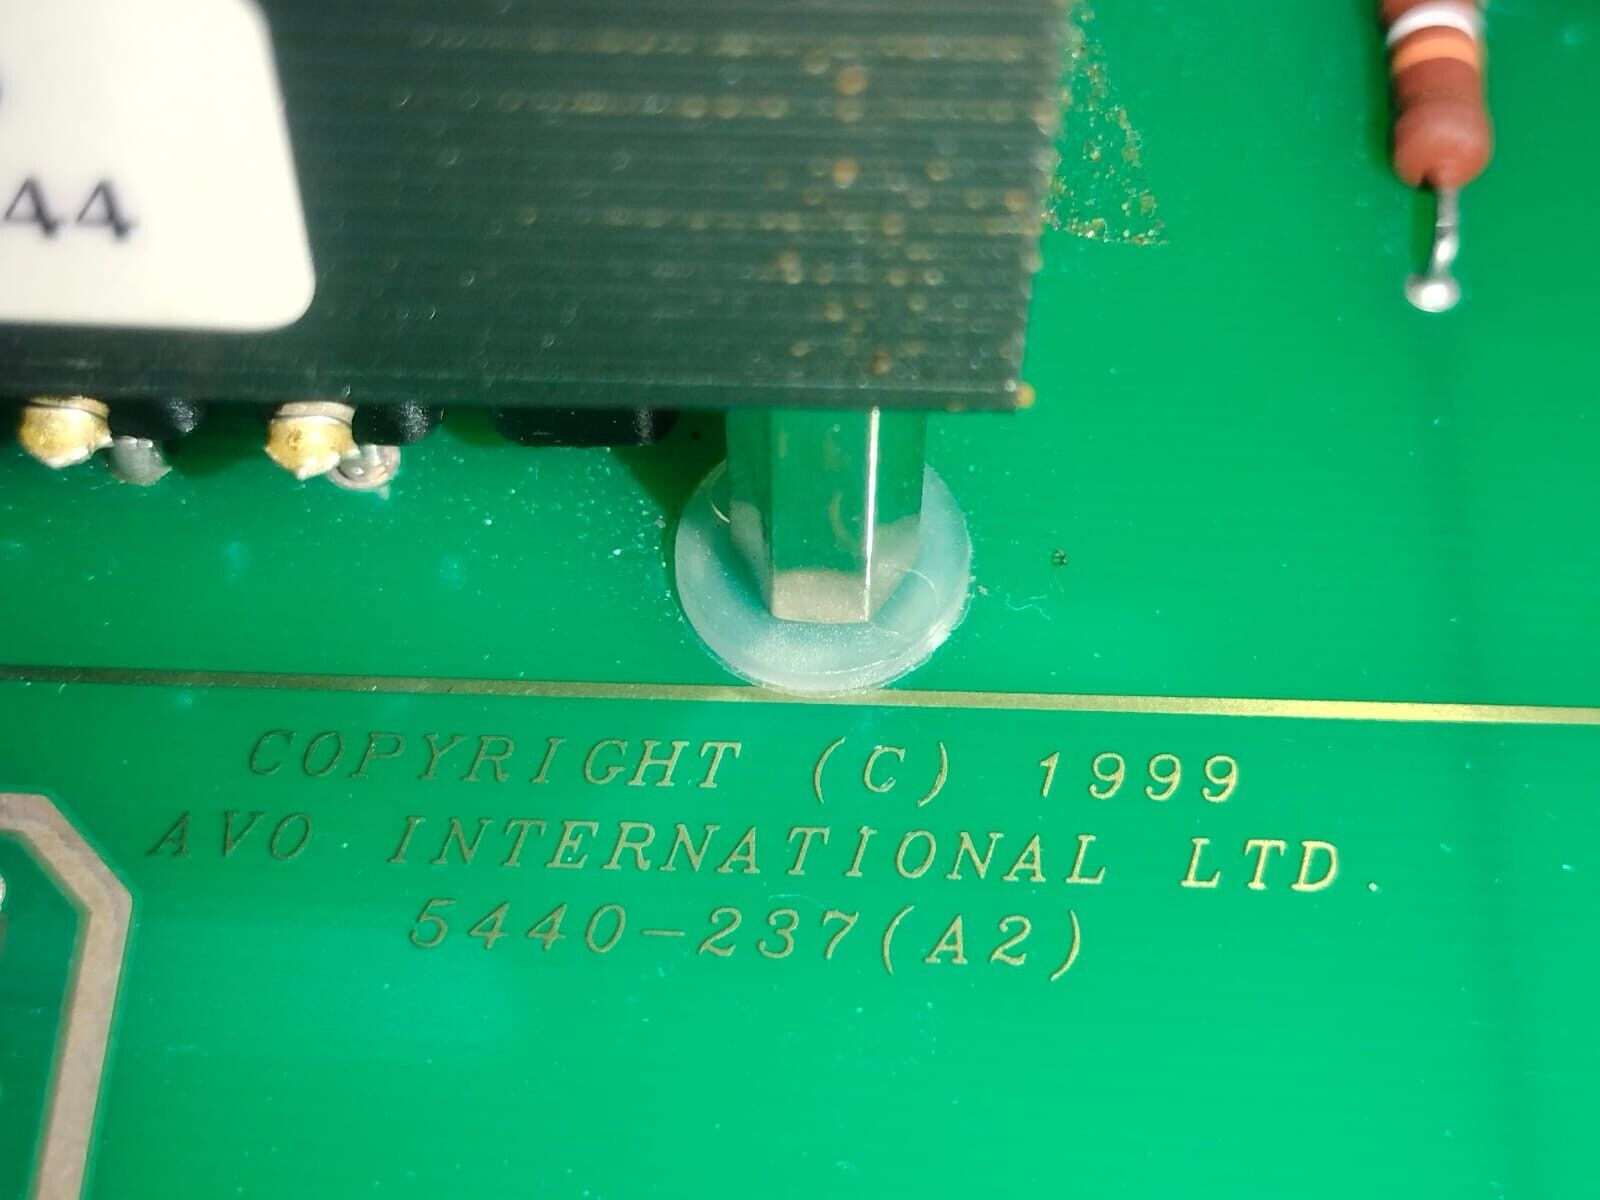 44
COPYRIGHT (C) 1999
AVO INTERNATIONAL LTD.
5440-237(A2)